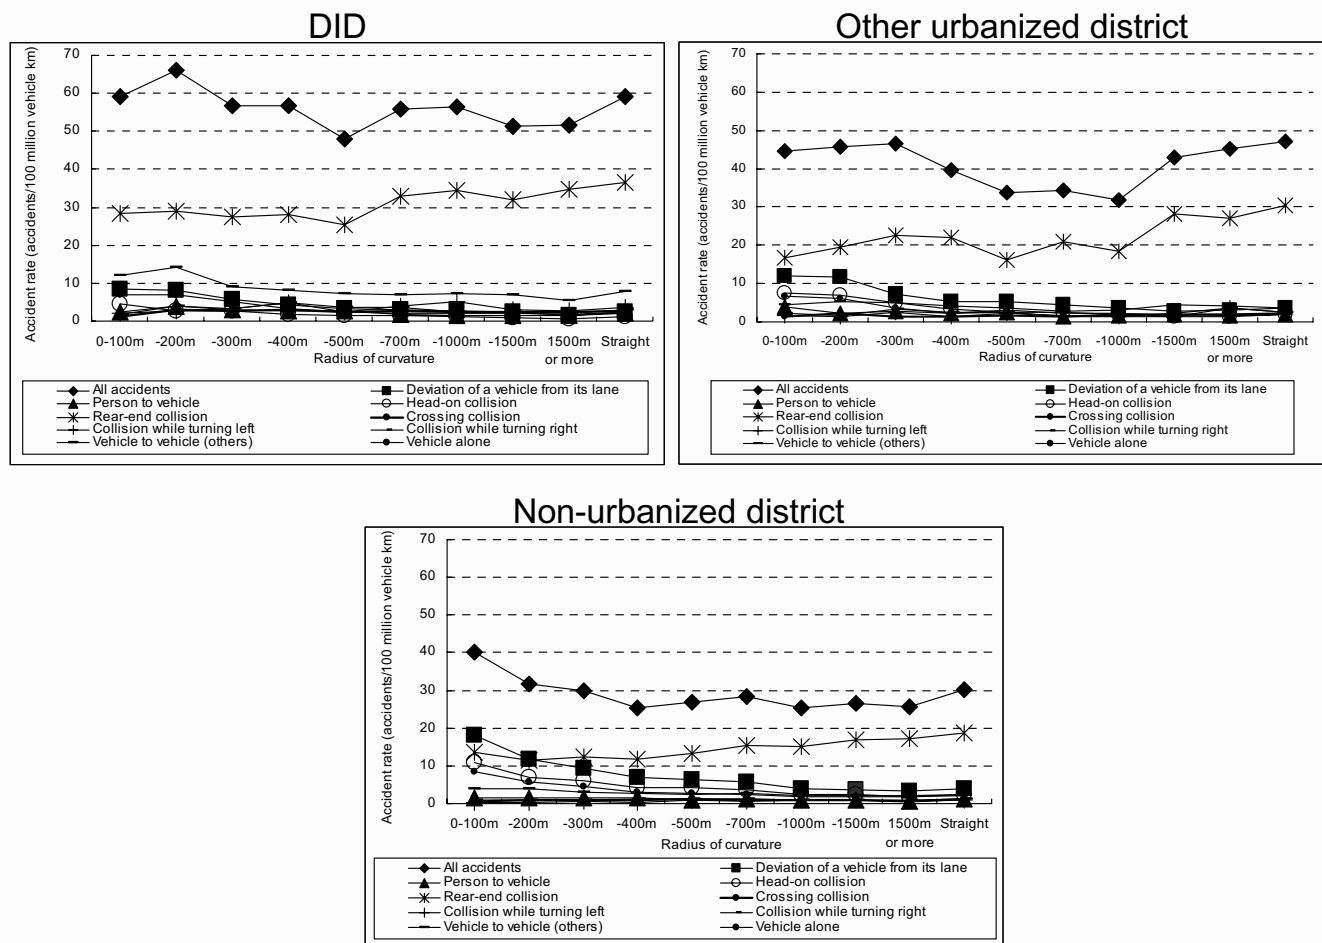 DID
Accident rate (accidents/100 million vehicle km)
70
60
50
40
30
20
10
0
0-100m -200m -300m -400m -500m -700m -1000m -1500m 1500m Straight
or more
Radius of curvature
All accidents Deviation of a vehicle from its lane
Person to vehicle Head-on collision
Rear-end collision Crossing collision
Collision while turning left Collision while turning right
Vehicle to vehicle (others) Vehicle alone
Other urbanized district
Accident rate (accidents/100 million vehicle km)
70
60
50
40
30
20
10
0
0-100m -200m -300m -400m -500m -700m -1000m -1500m 1500m Straight
or more
Radius of curvature
All accidents Deviation of a vehicle from its lane
Person to vehicle Head-on collision
Rear-end collision Crossing collision
Collision while turning left Collision while turning right
Vehicle to vehicle (others) Vehicle alone
Non-urbanized district
Accident rate (accidents/100 million vehicle km)
70
60
50
40
30
20
10
0
0-100m -200m -300m -400m -500m -700m -1000m -1500m 1500m Straight
or more
Radius of curvature
All accidents Deviation of a vehicle from its lane
Person to vehicle Head-on collision
Rear-end collision Crossing collision
Collision while turning left Collision while turning right
Vehicle to vehicle (others) Vehicle alone